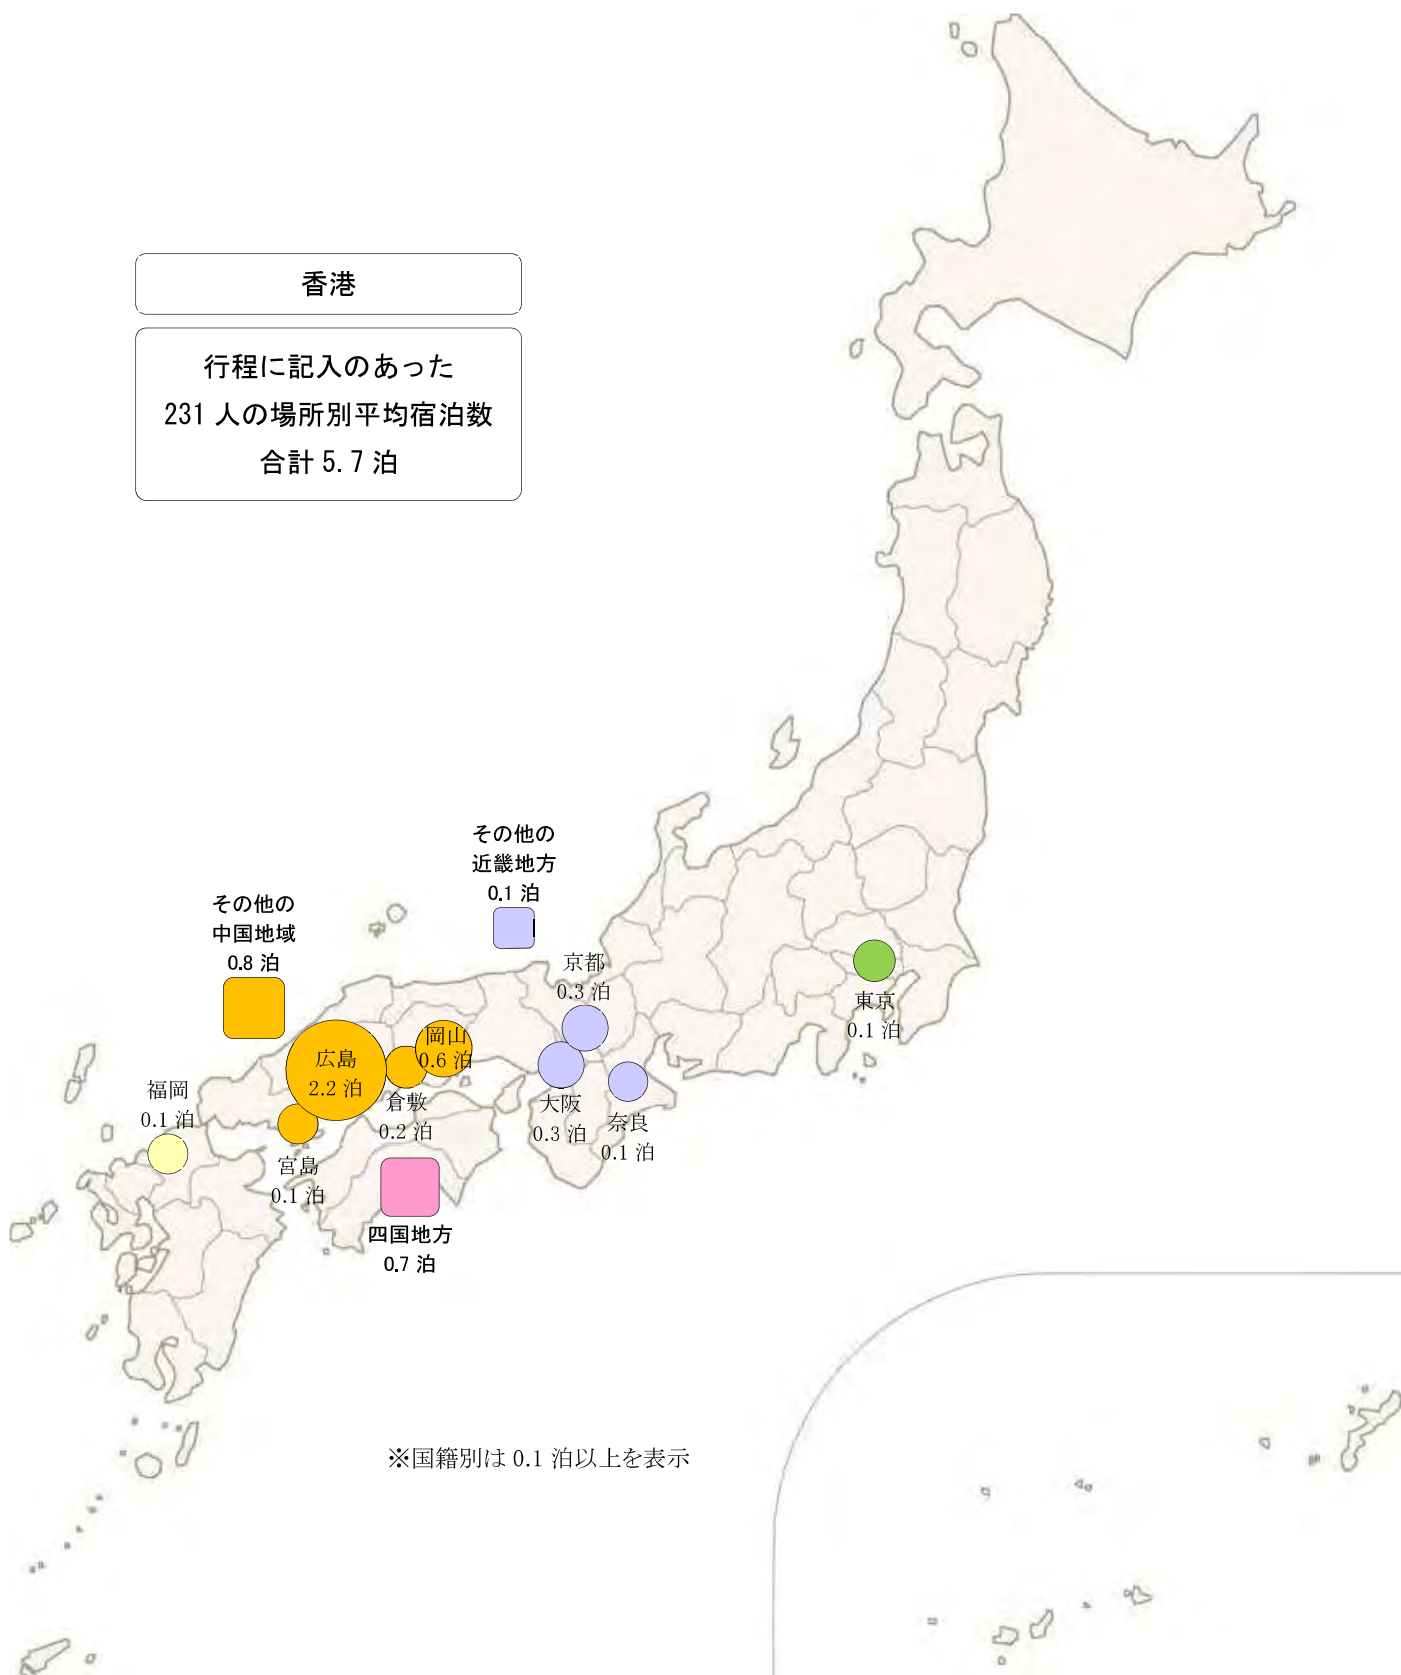 香港
行程に記入のあった
231 人の場所別平均宿泊数
合計 5.7 泊
その他の
近畿地方
0.1 泊
その他の
中国地域
0.8 泊
京都
0.3 泊
東京
0.1 泊
岡山
0.6 泊
広島
2.2 泊
福岡
0.1 泊
倉敷
0.2 泊
大阪
0.3 泊
奈良
0.1 泊
宮島
0.1 泊
四国地方
0.7 泊
※国籍別は 0.1 泊以上を表示